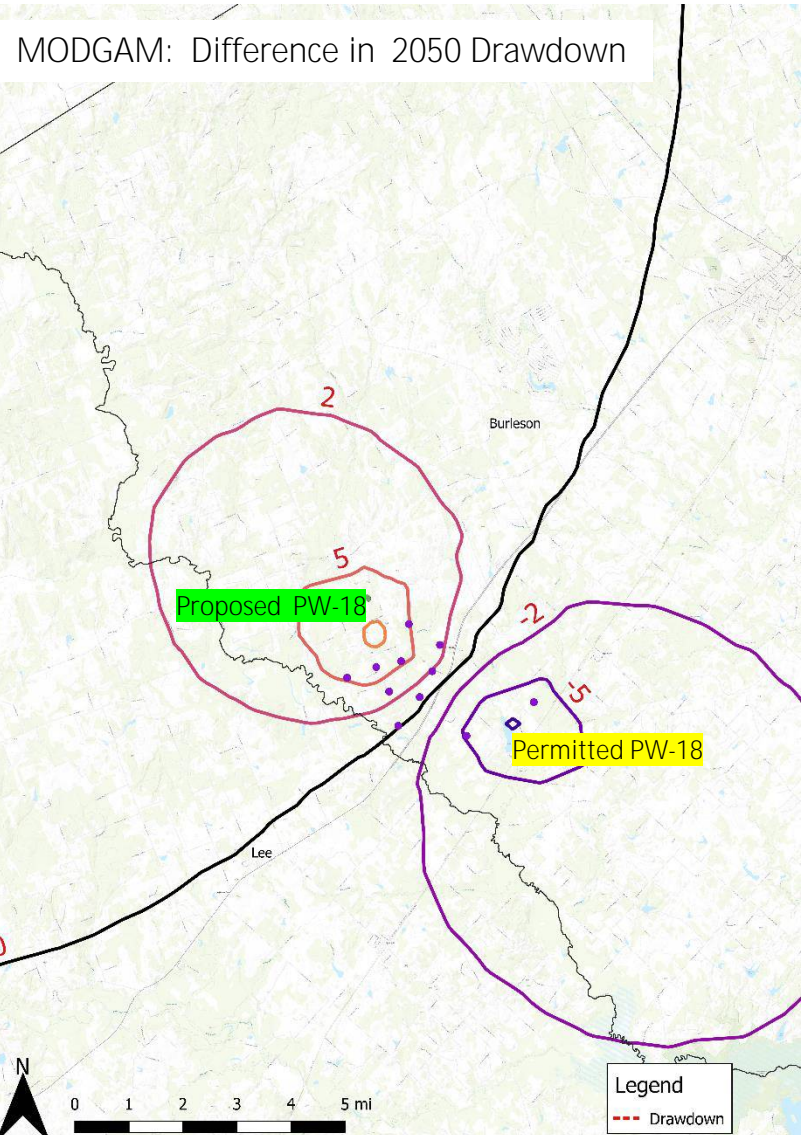 MODGAM: Difference in 2050 Drawdown
2
Burleson
5
Proposed PW-18
-2
-5
Permitted PW-18
Lee
0
N
0 1 2 3 4 5 mi
Legend
Drawdown